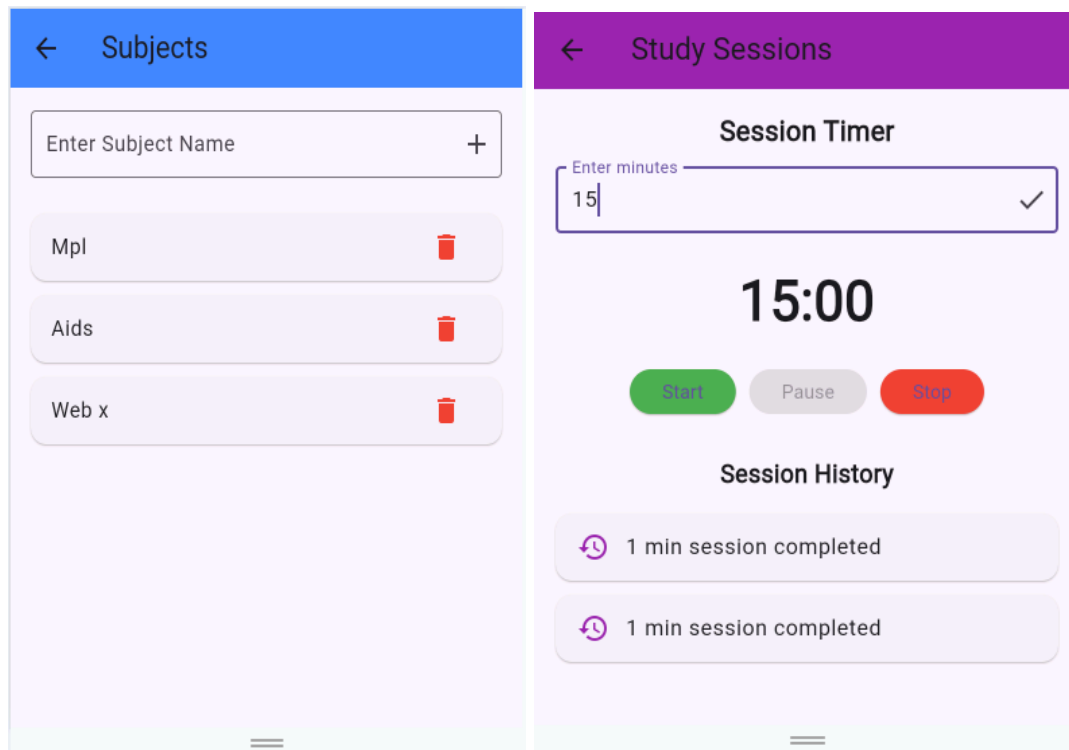 Subjects
Enter Subject Name
Mpl
Aids
Web x
Study Sessions
Session Timer
Enter minutes
15
15:00
Start Pause Stop
Session History
1 min session completed
1 min session completed